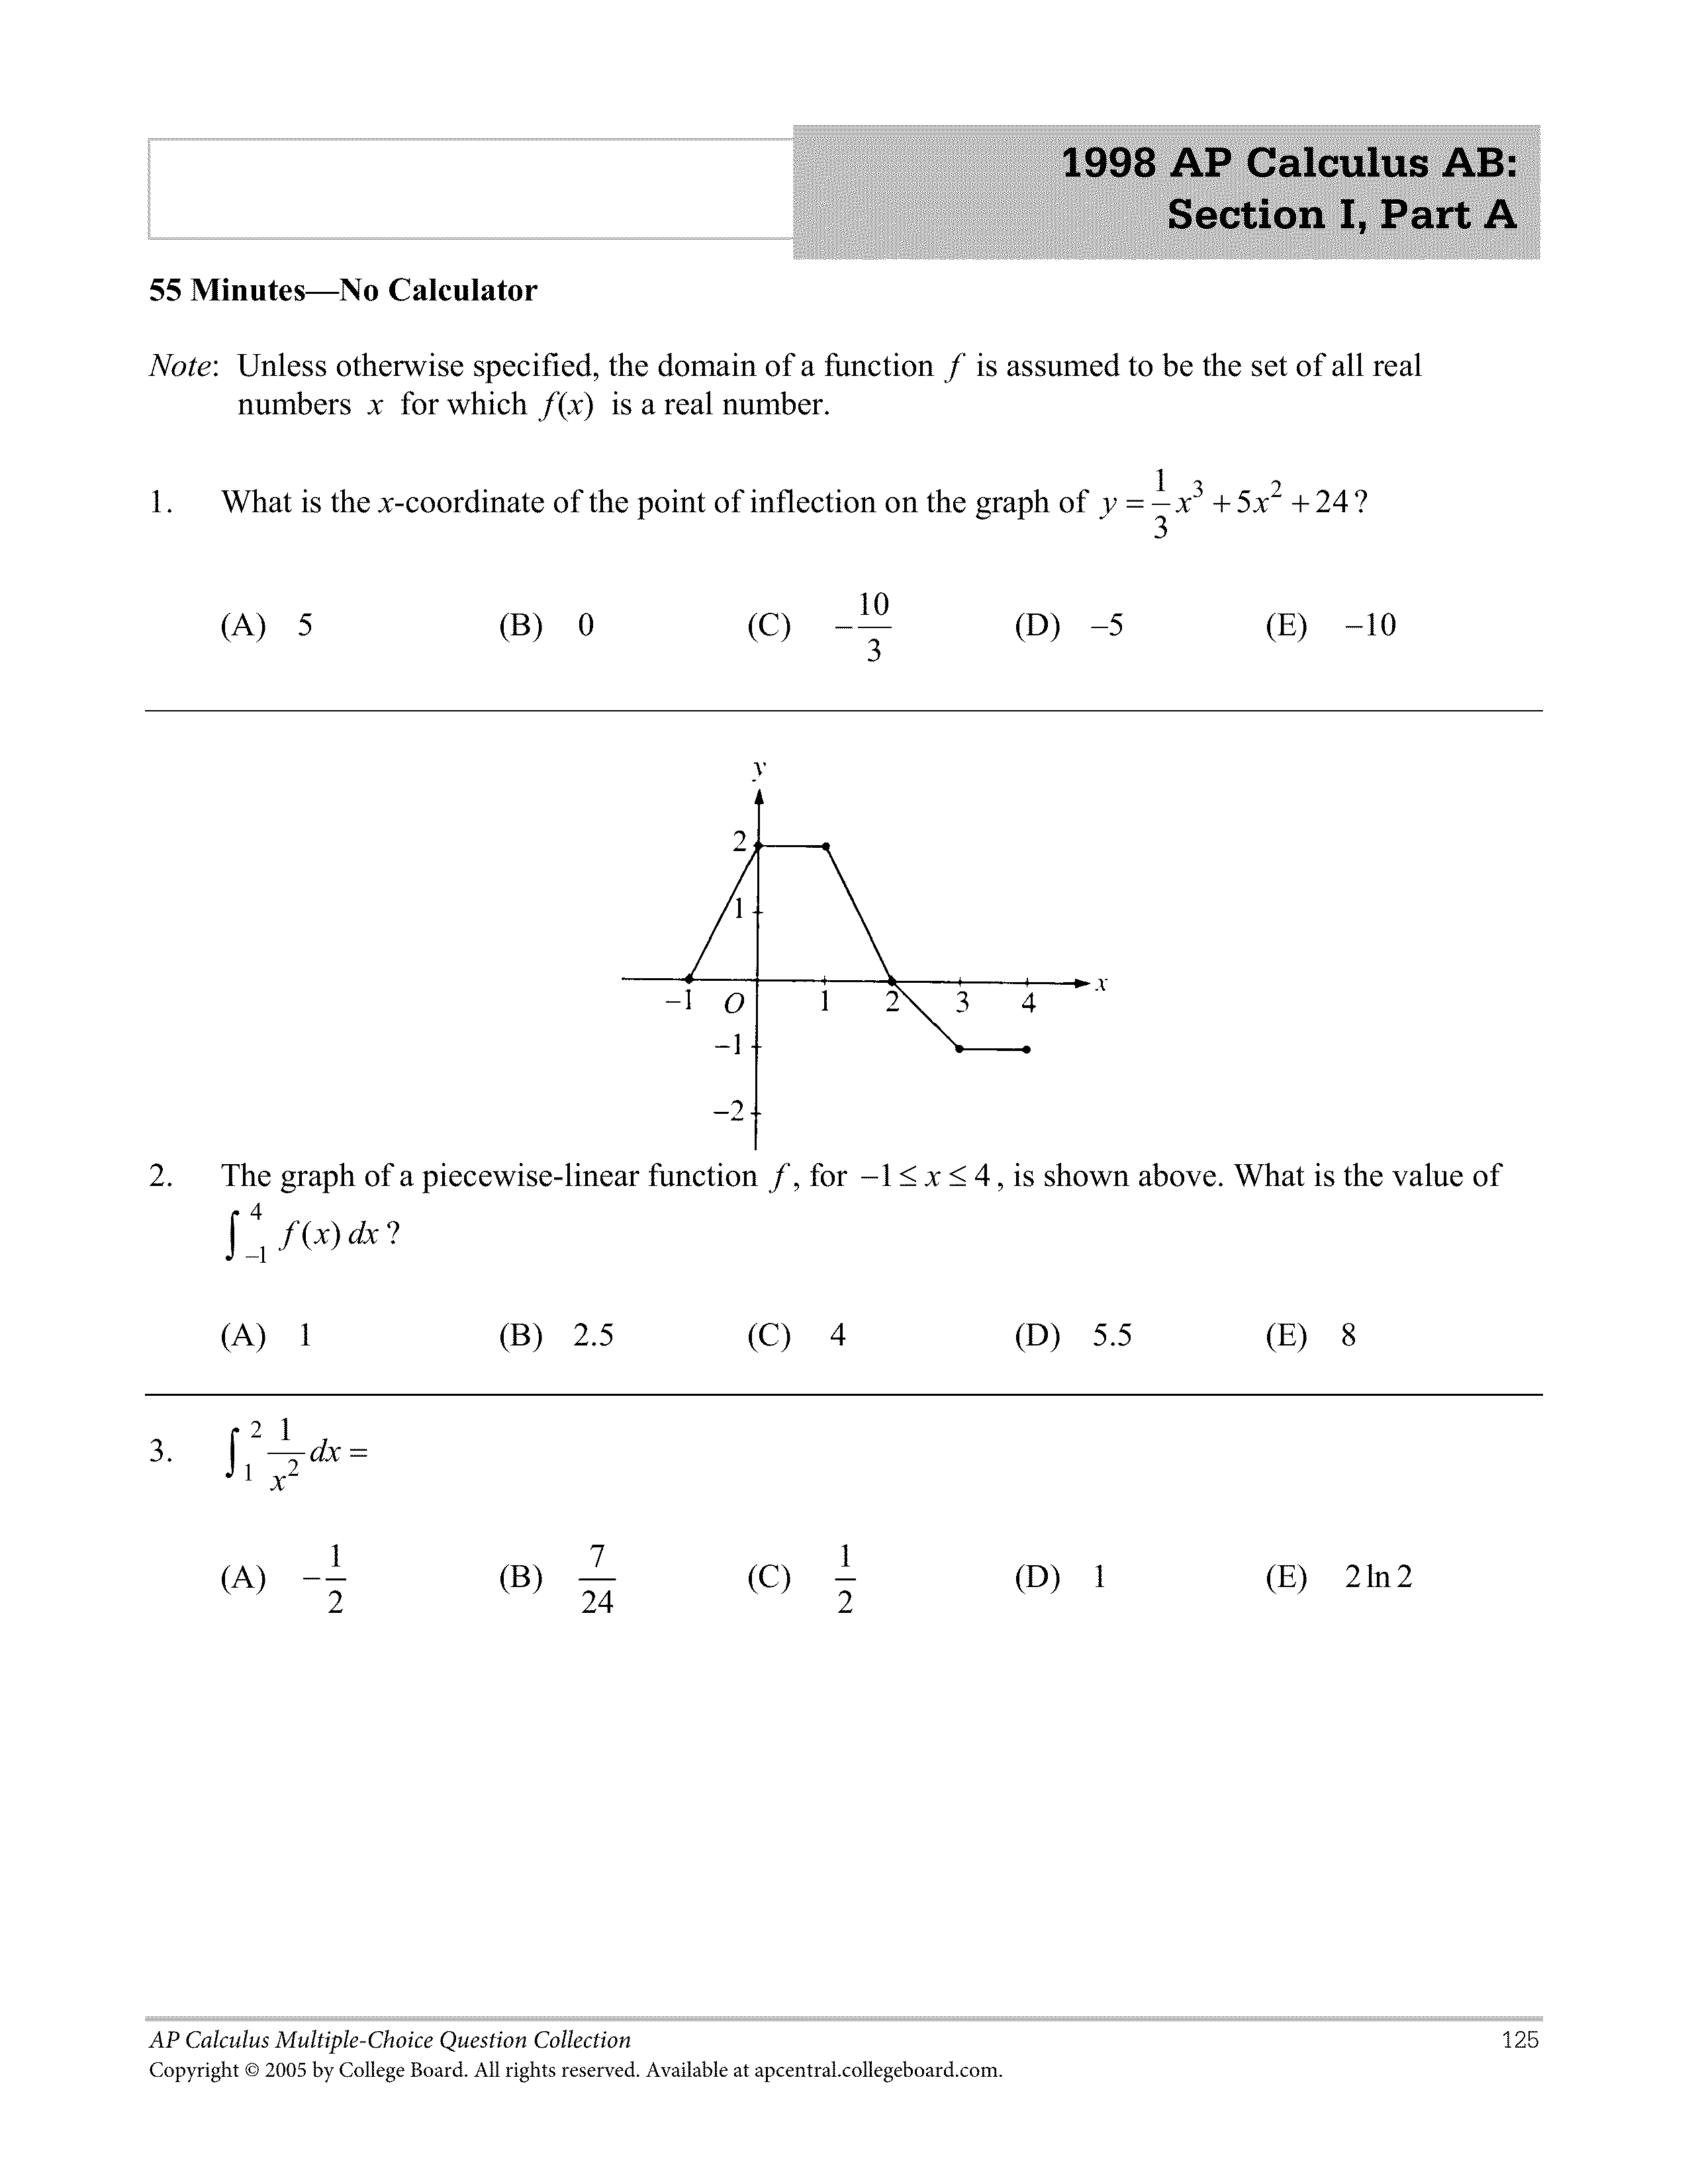 1998 AP Calculus AB:
Section I, Part A
55 Minutes—No Calculator
Note: Unless otherwise specified, the domain of a function f is assumed to be the set of all real
numbers x for which f(x) is a real number.
1. What is the x-coordinate of the point of inflection on the graph of y = \frac{1}{3}x^3 + 5x^2 + 24?
(A) 5 (B) 0 (C) -\frac{10}{3} (D) –5 (E) –10
y
2
1
x
−1 O 1 2 3 4
−1
−2
2. The graph of a piecewise-linear function f, for −1 ≤ x ≤ 4, is shown above. What is the value of
\int_{-1}^{4} f(x) dx?
(A) 1 (B) 2.5 (C) 4 (D) 5.5 (E) 8
3. \int_{1}^{2} \frac{1}{x^2} dx =
(A) -\frac{1}{2} (B) \frac{7}{24} (C) \frac{1}{2} (D) 1 (E) 2 ln 2
AP Calculus Multiple-Choice Question Collection 125
Copyright © 2005 by College Board. All rights reserved. Available at apcentral.collegeboard.com.